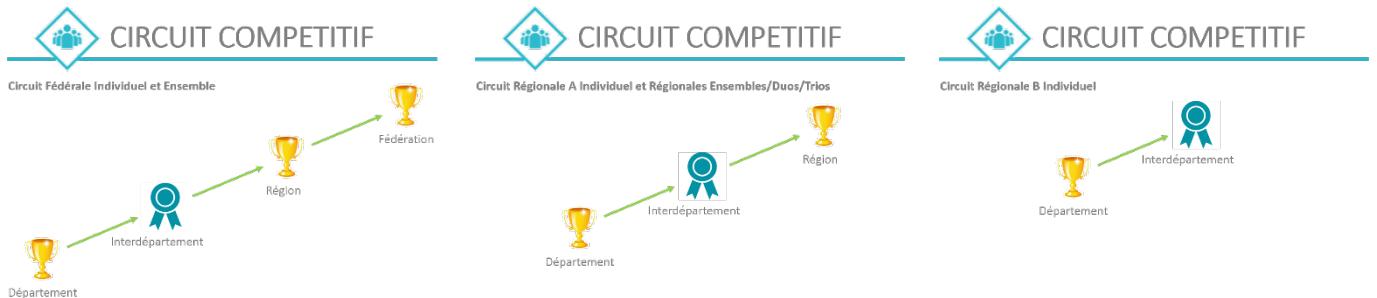 CIRCUIT COMPETITIF
Circuit Fédérale Individuel et Ensemble
Fédération
Région
Interdépartement
Département
CIRCUIT COMPETITIF
Circuit Régionale A Individuel et Régionales Ensembles/Duos/Trios
Région
Interdépartement
Département
CIRCUIT COMPETITIF
Circuit Régionale B Individuel
Interdépartement
Département